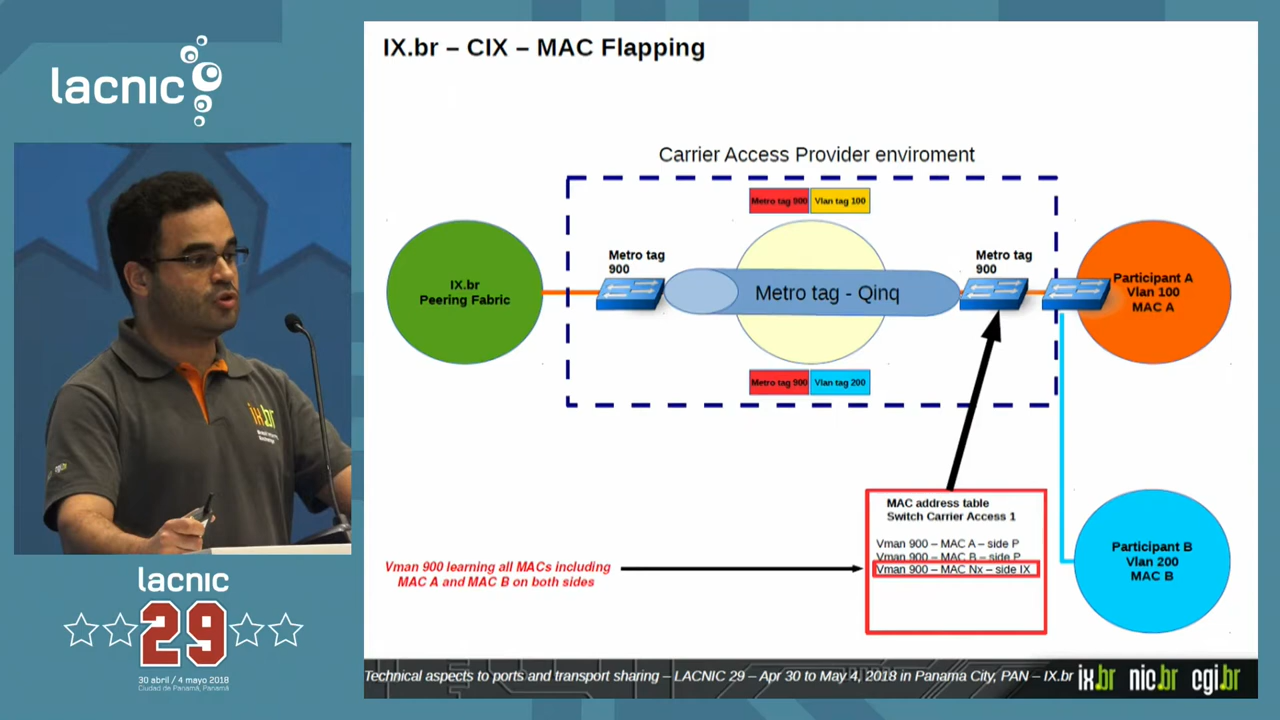 lacnic
lacnic
29
30 abril / 4 mayo 2018
Ciudad de Panamá, Panamá
ix.br
cgi.br
IX.br – CIX – MAC Flapping
Carrier Access Provider enviroment
Metro tag 900 Vlan tag 100
Metro tag
900
Metro tag
900
IX.br
Peering Fabric
Metro tag - Qinq
Participant A
Vlan 100
MAC A
Metro tag 900 Vlan tag 200
MAC address table
Switch Carrier Access 1
Vman 900 – MAC A – side P
Vman 900 – MAC B – side P
Vman 900 – MAC Nx – side IX
Vman 900 learning all MACs including
MAC A and MAC B on both sides
Participant B
Vlan 200
MAC B
Technical aspects to ports and transport sharing – LACNIC 29 – Apr 30 to May 4, 2018 in Panama City, PAN – IX.br ix.br nic.br cgi.br